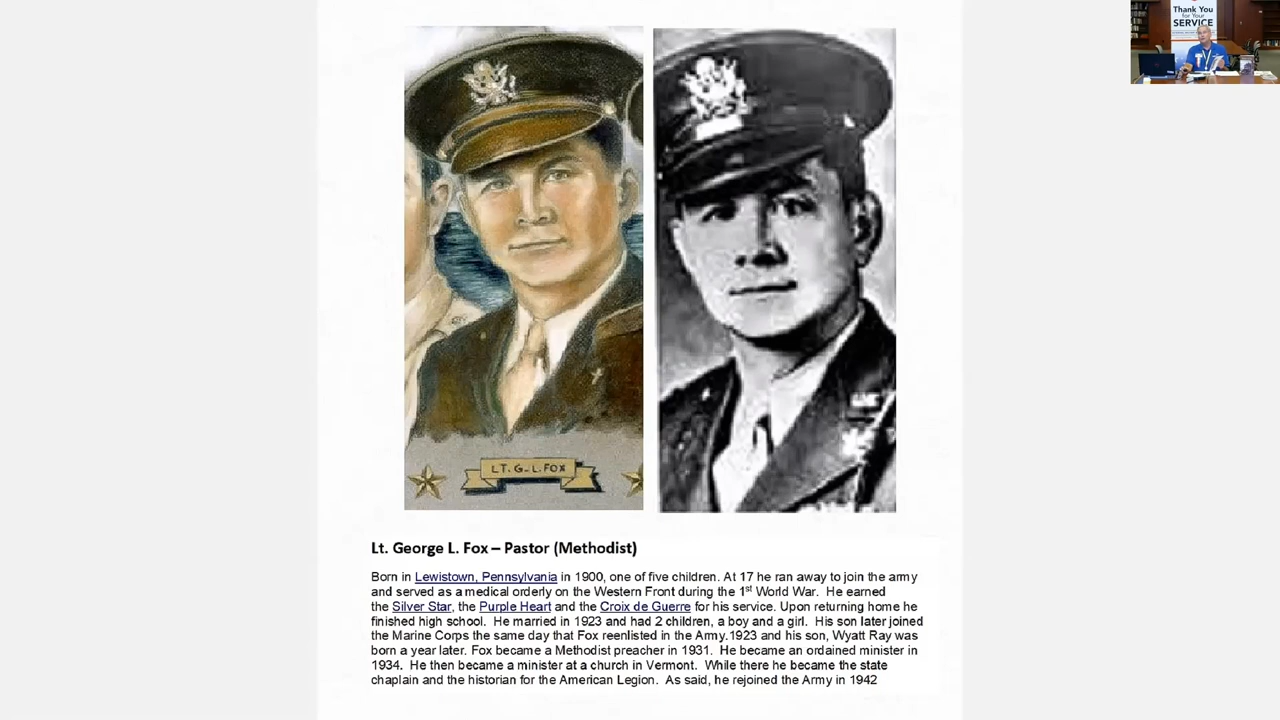 Thank You
for Your
SERVICE
LT. G. L. FOX
Lt. George L. Fox – Pastor (Methodist)
Born in Lewistown, Pennsylvania in 1900, one of five children. At 17 he ran away to join the army
and served as a medical orderly on the Western Front during the 1st World War. He earned
the Silver Star, the Purple Heart and the Croix de Guerre for his service. Upon returning home he
finished high school. He married in 1923 and had 2 children, a boy and a girl. His son later joined
the Marine Corps the same day that Fox reenlisted in the Army.1923 and his son, Wyatt Ray was
born a year later. Fox became a Methodist preacher in 1931. He became an ordained minister in
1934. He then became a minister at a church in Vermont. While there he became the state
chaplain and the historian for the American Legion. As said, he rejoined the Army in 1942